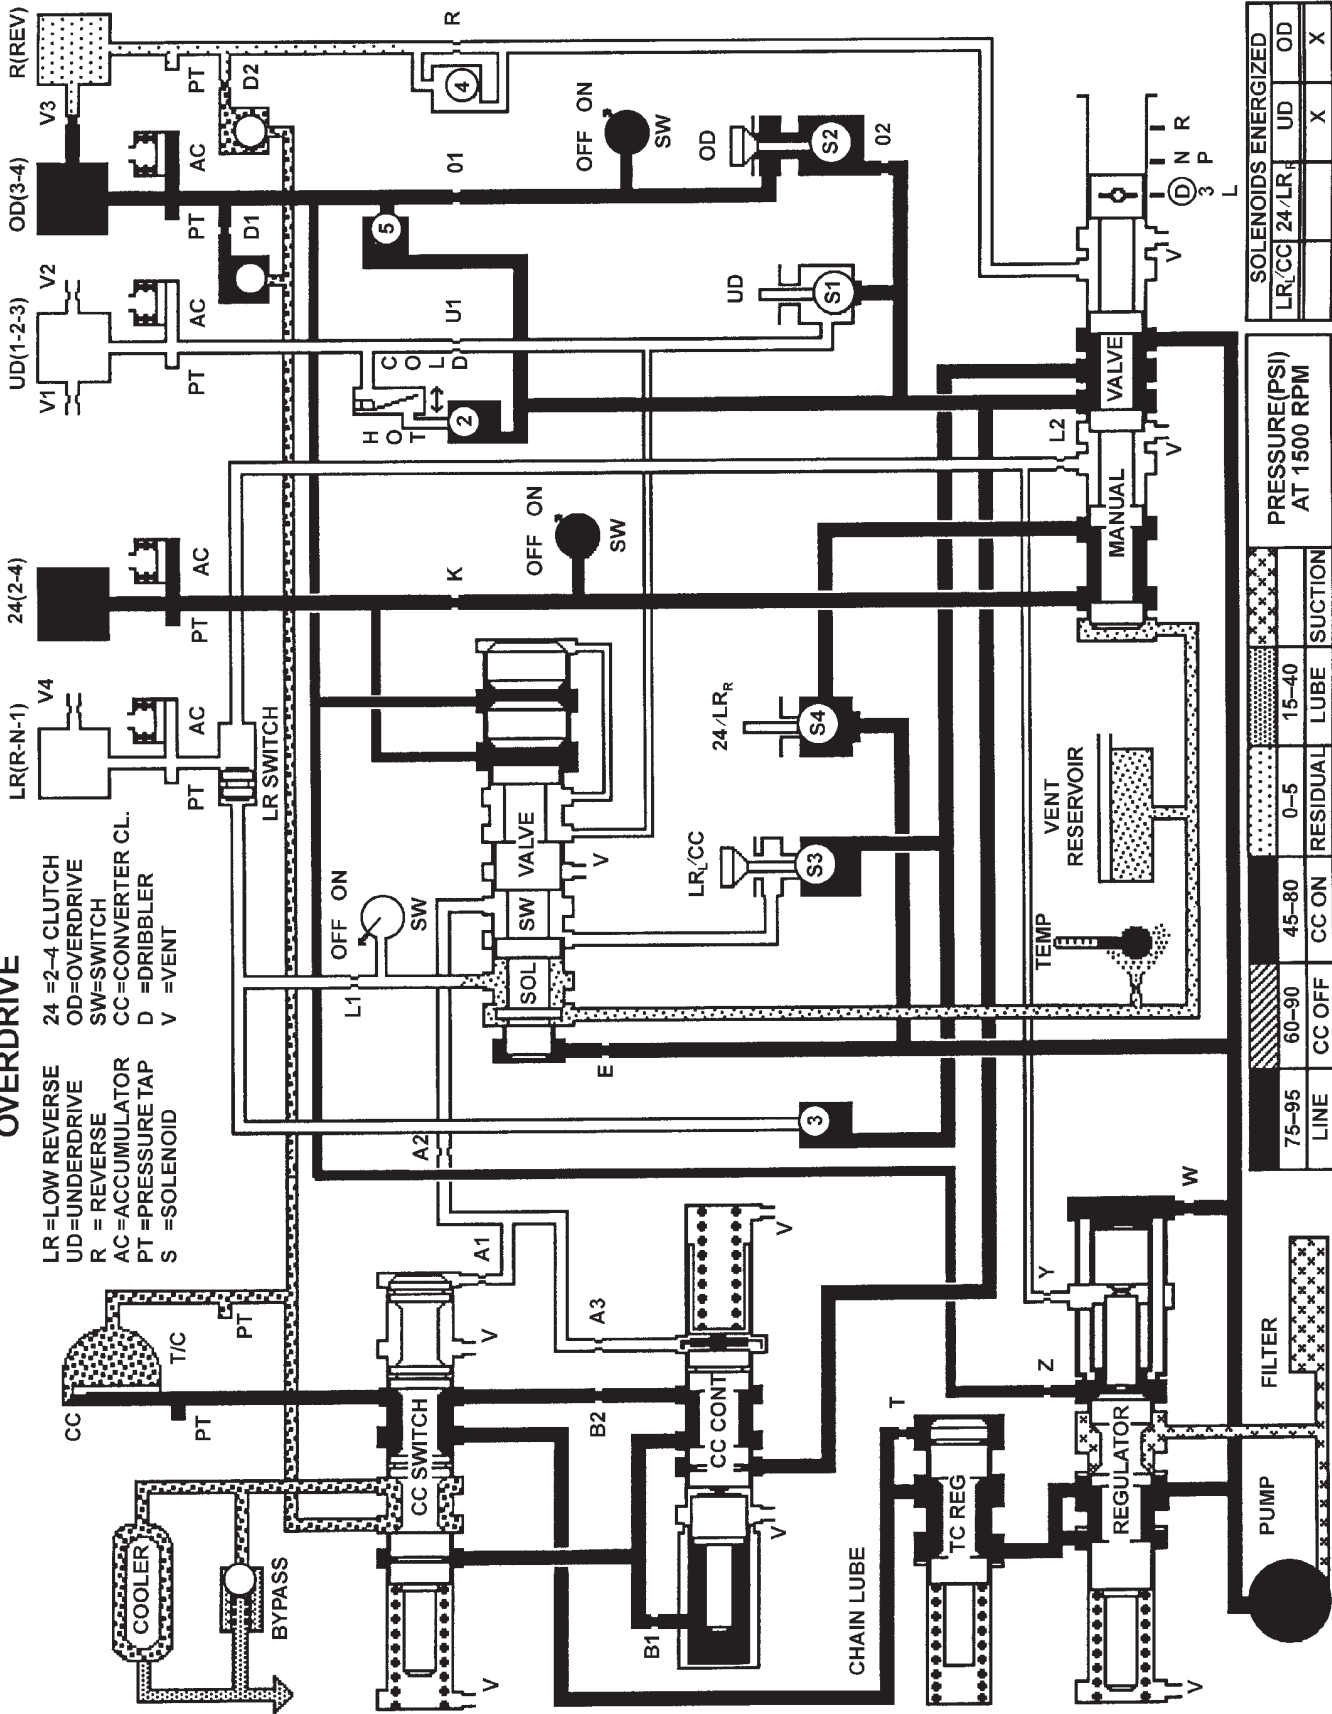 OVERDRIVE
LR =LOW REVERSE
UD=UNDERDRIVE
R = REVERSE
AC=ACCUMULATOR
PT =PRESSURE TAP
S =SOLENOID
24 =2–4 CLUTCH
OD=OVERDRIVE
SW=SWITCH
CC=CONVERTER CL.
D =DRIBBLER
V =VENT
LR(R-N-1)
24(2-4)
UD(1-2-3)
OD(3-4)
R(REV)
V4
V1
V2
V3
PT
AC
PT
AC
PT
AC
PT
AC
PT
LR SWITCH
D1
D2
COOLER
BYPASS
CC
T/C
PT
PT
CC SWITCH
V
V
A1
A2
L1
OFF ON
SW
K
OFF ON
SW
HOT
COLD
U1
2
5
01
R
4
OFF ON
SW
SOL
SW
VALVE
V
E
B1
B2
A3
CC CONT
V
V
3
LRL/CC
S3
24/LRR
S4
UD
S1
OD
S2
02
CHAIN LUBE
T
TC REG
TEMP
VENT
RESERVOIR
Z
Y
REGULATOR
V
W
MANUAL
VALVE
L2
V
V
D N R
3 P
L
PUMP
FILTER
75–95
60–90
45–80
0–5
15–40
LINE
CC OFF
CC ON
RESIDUAL
LUBE
SUCTION
PRESSURE(PSI)
AT 1500 RPM
SOLENOIDS ENERGIZED
LRL/CC 24/LRR UD OD
X X